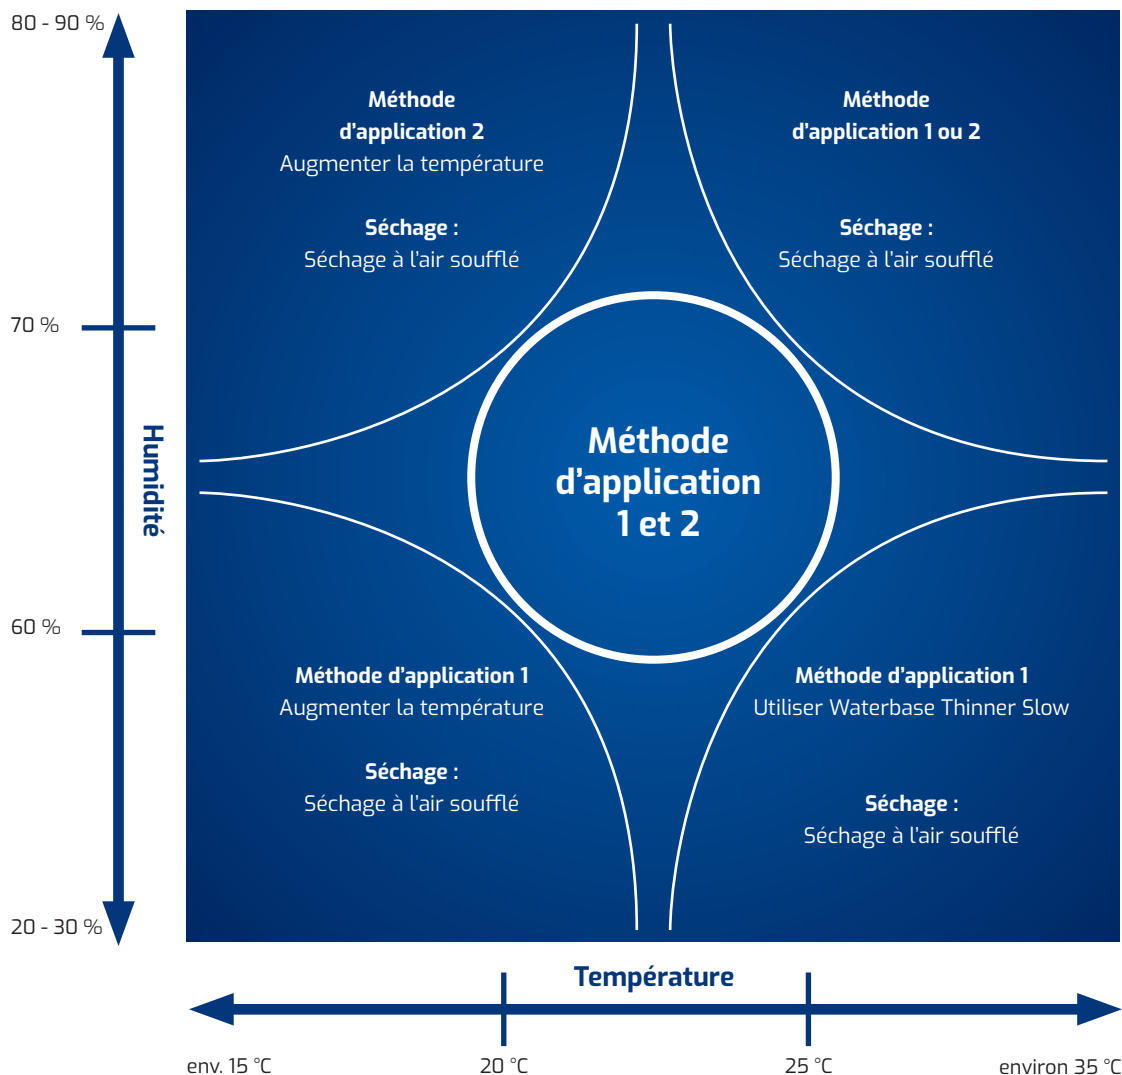 80 - 90 %
Méthode
d’application 2
Augmenter la température
Séchage :
Séchage à l’air soufflé
Méthode
d’application 1 ou 2
Séchage :
Séchage à l’air soufflé
70 %
Humidité
Méthode
d’application
1 et 2
60 %
Méthode d’application 1
Augmenter la température
Séchage :
Séchage à l’air soufflé
Méthode d’application 1
Utiliser Waterbase Thinner Slow
Séchage :
Séchage à l’air soufflé
20 - 30 %
Température
env. 15 °C
20 °C
25 °C
environ 35 °C